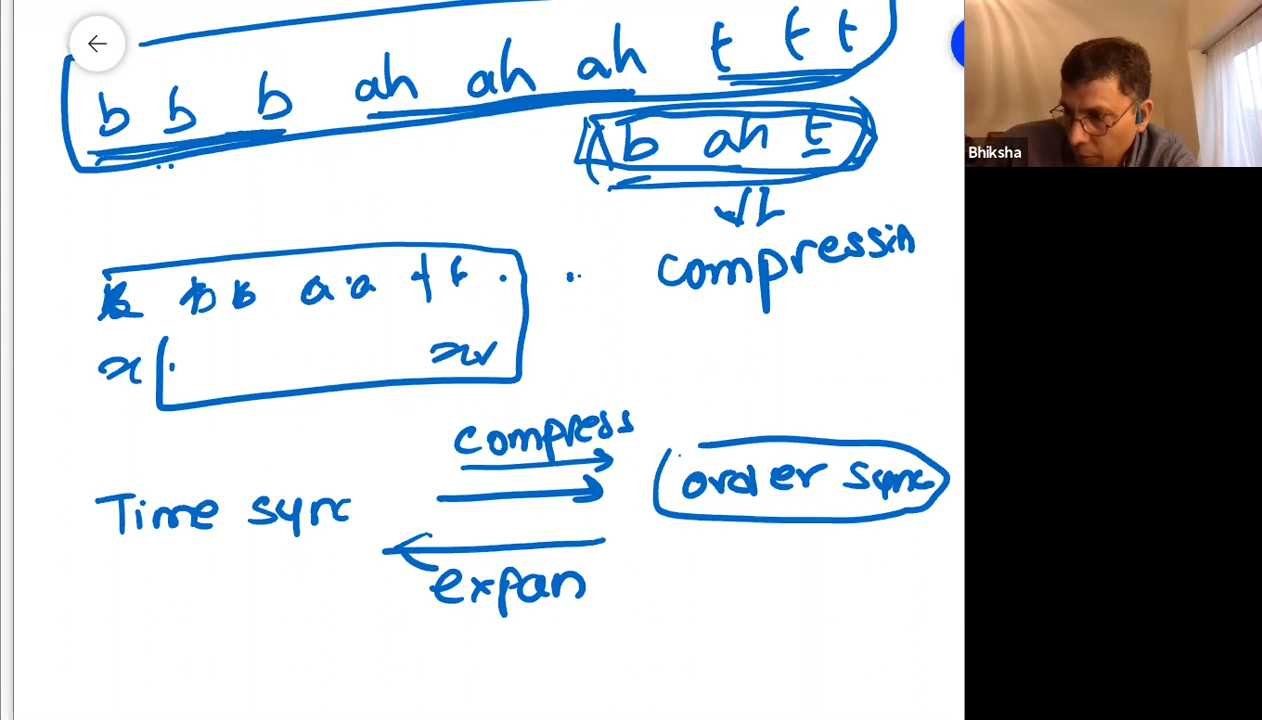 b b b ah ah ah t t t
b ah t
compressin
b b a a t t
x
Time sync
compress
order sync
expan
Bhiksha